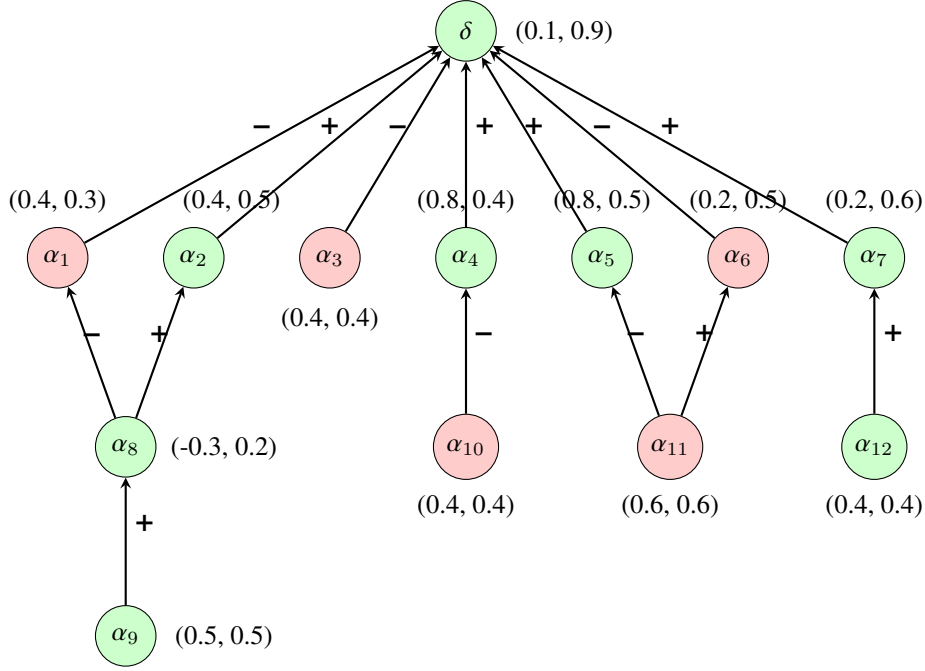 δ (0.1, 0.9)
− + − + + − +
(0.4, 0.3) (0.4, 0.5) (0.8, 0.4) (0.8, 0.5) (0.2, 0.5) (0.2, 0.6)
α₁ α₂ α₃ α₄ α₅ α₆ α₇
(0.4, 0.4)
− + − − + +
α₈ (-0.3, 0.2) α₁₀ α₁₁ α₁₂
(0.4, 0.4) (0.6, 0.6) (0.4, 0.4)
+
α₉ (0.5, 0.5)